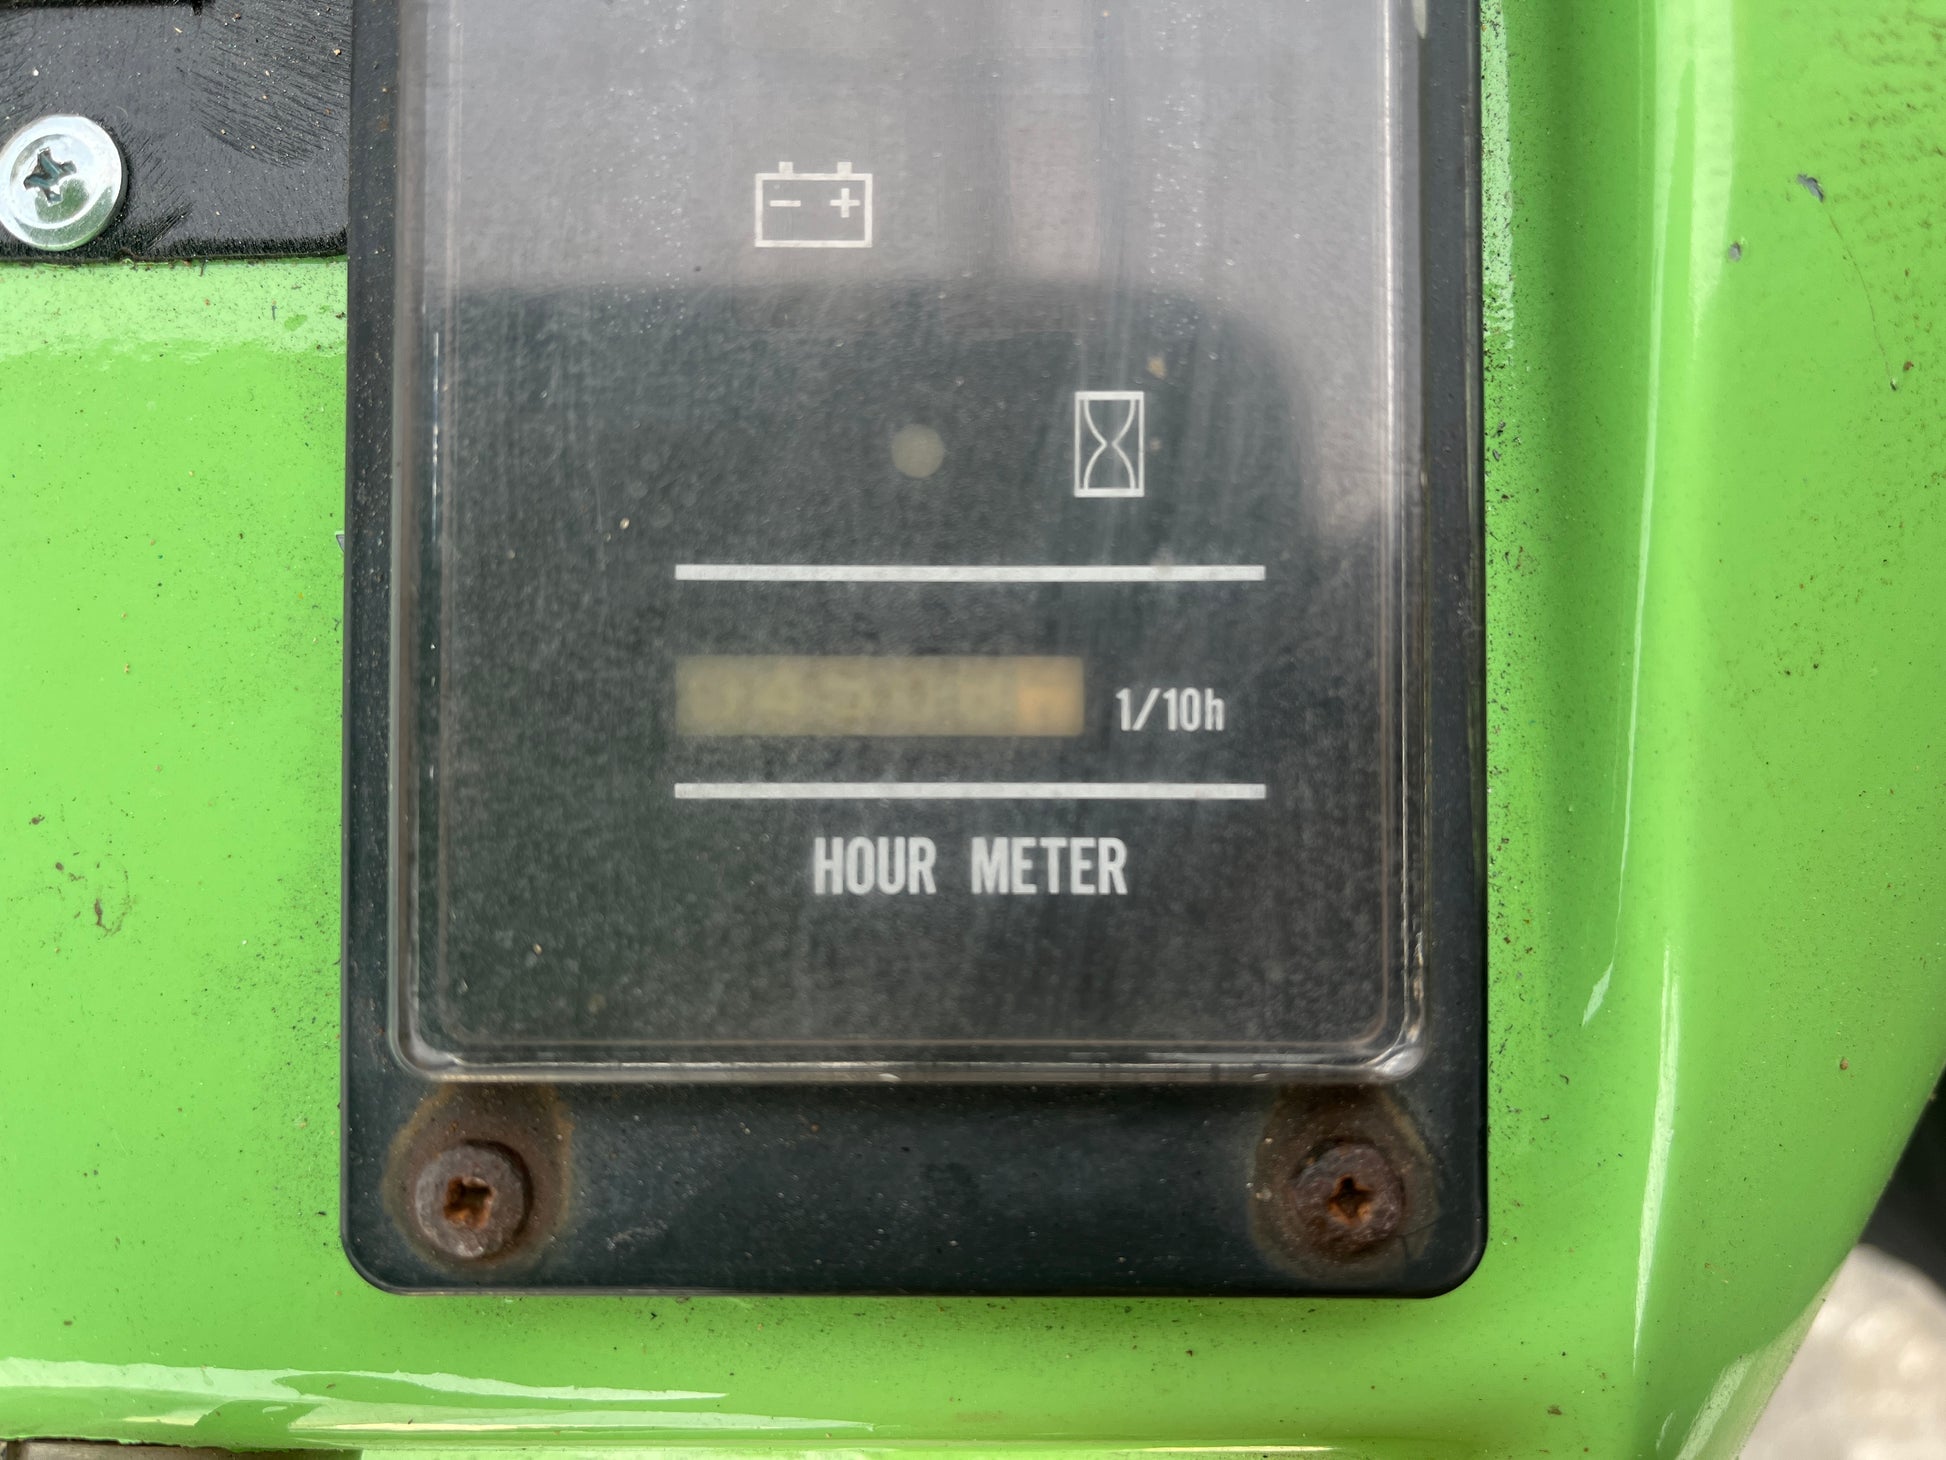 - +
1/10h
HOUR METER